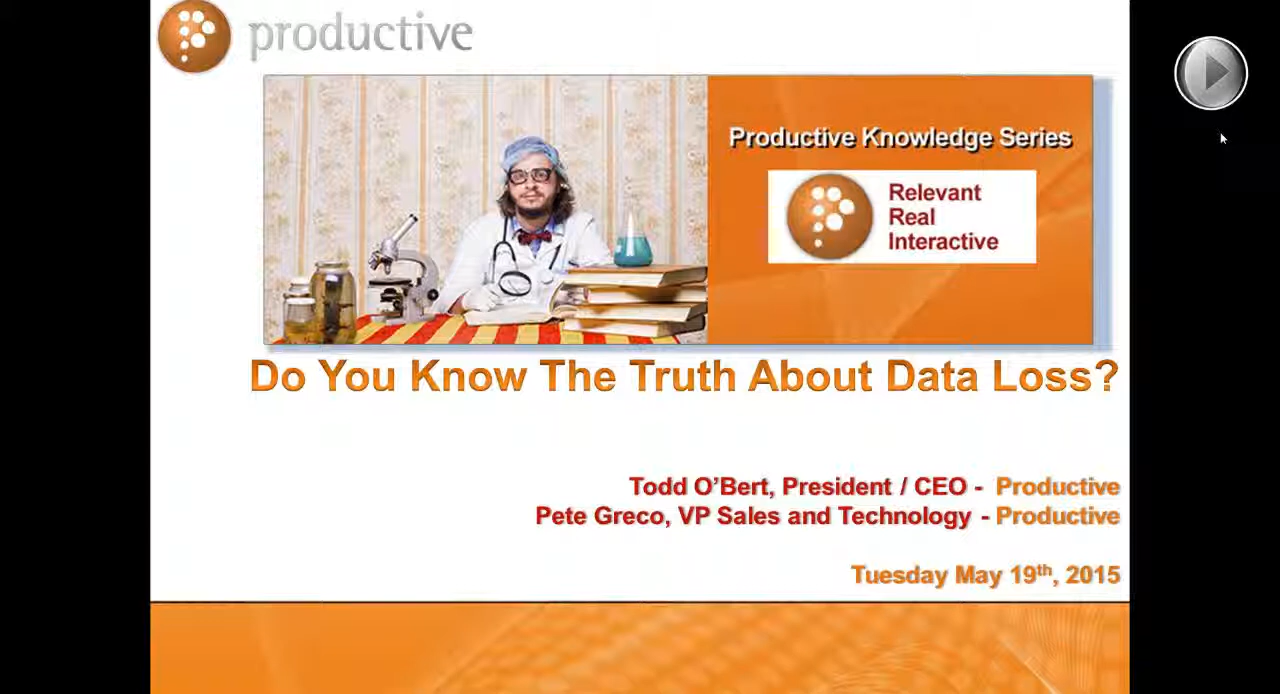 productive
Productive Knowledge Series
Relevant
Real
Interactive
Do You Know The Truth About Data Loss?
Todd O'Bert, President / CEO - Productive
Pete Greco, VP Sales and Technology - Productive
Tuesday May 19th, 2015